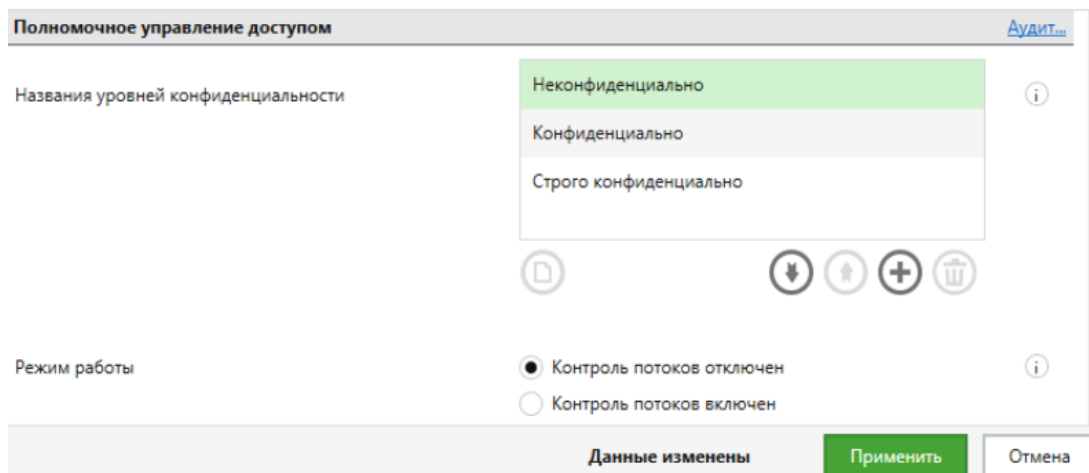 Полномочное управление доступом Аудит...
Названия уровней конфиденциальности
Неконфиденциально
Конфиденциально
Строго конфиденциально
Режим работы
Контроль потоков отключен
Контроль потоков включен
Данные изменены Применить Отмена